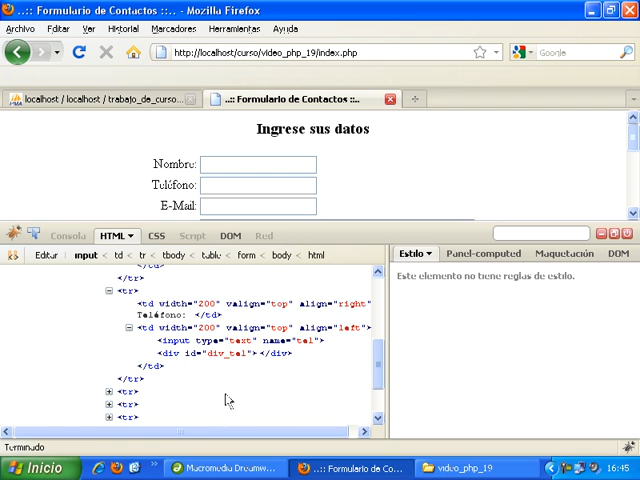 ..:: Formulario de Contactos ::.. - Mozilla Firefox
Archivo Editar Ver Historial Marcadores Herramientas Ayuda
http://localhost/curso/video_php_19/index.php
Google
localhost / localhost / trabajo_de_curso...
..:: Formulario de Contactos ::..
Ingrese sus datos
Nombre:
Teléfono:
E-Mail:
Consola HTML CSS Script DOM Red
Editar input < td < tr < tbody < table < form < body < html
Estilo Panel-computed Maquetación DOM
Este elemento no tiene reglas de estilo.
</td>
</tr>
<tr>
<td width="200" valign="top" align="right"
Teléfono: </td>
<td width="200" valign="top" align="left">
<input type="text" name="tel">
<div id="div_tel"></div>
</td>
</tr>
<tr>
<tr>
<tr>
Terminado
Inicio
Macromedia Dreamw...
..:: Formulario de Co...
video_php_19
16:45